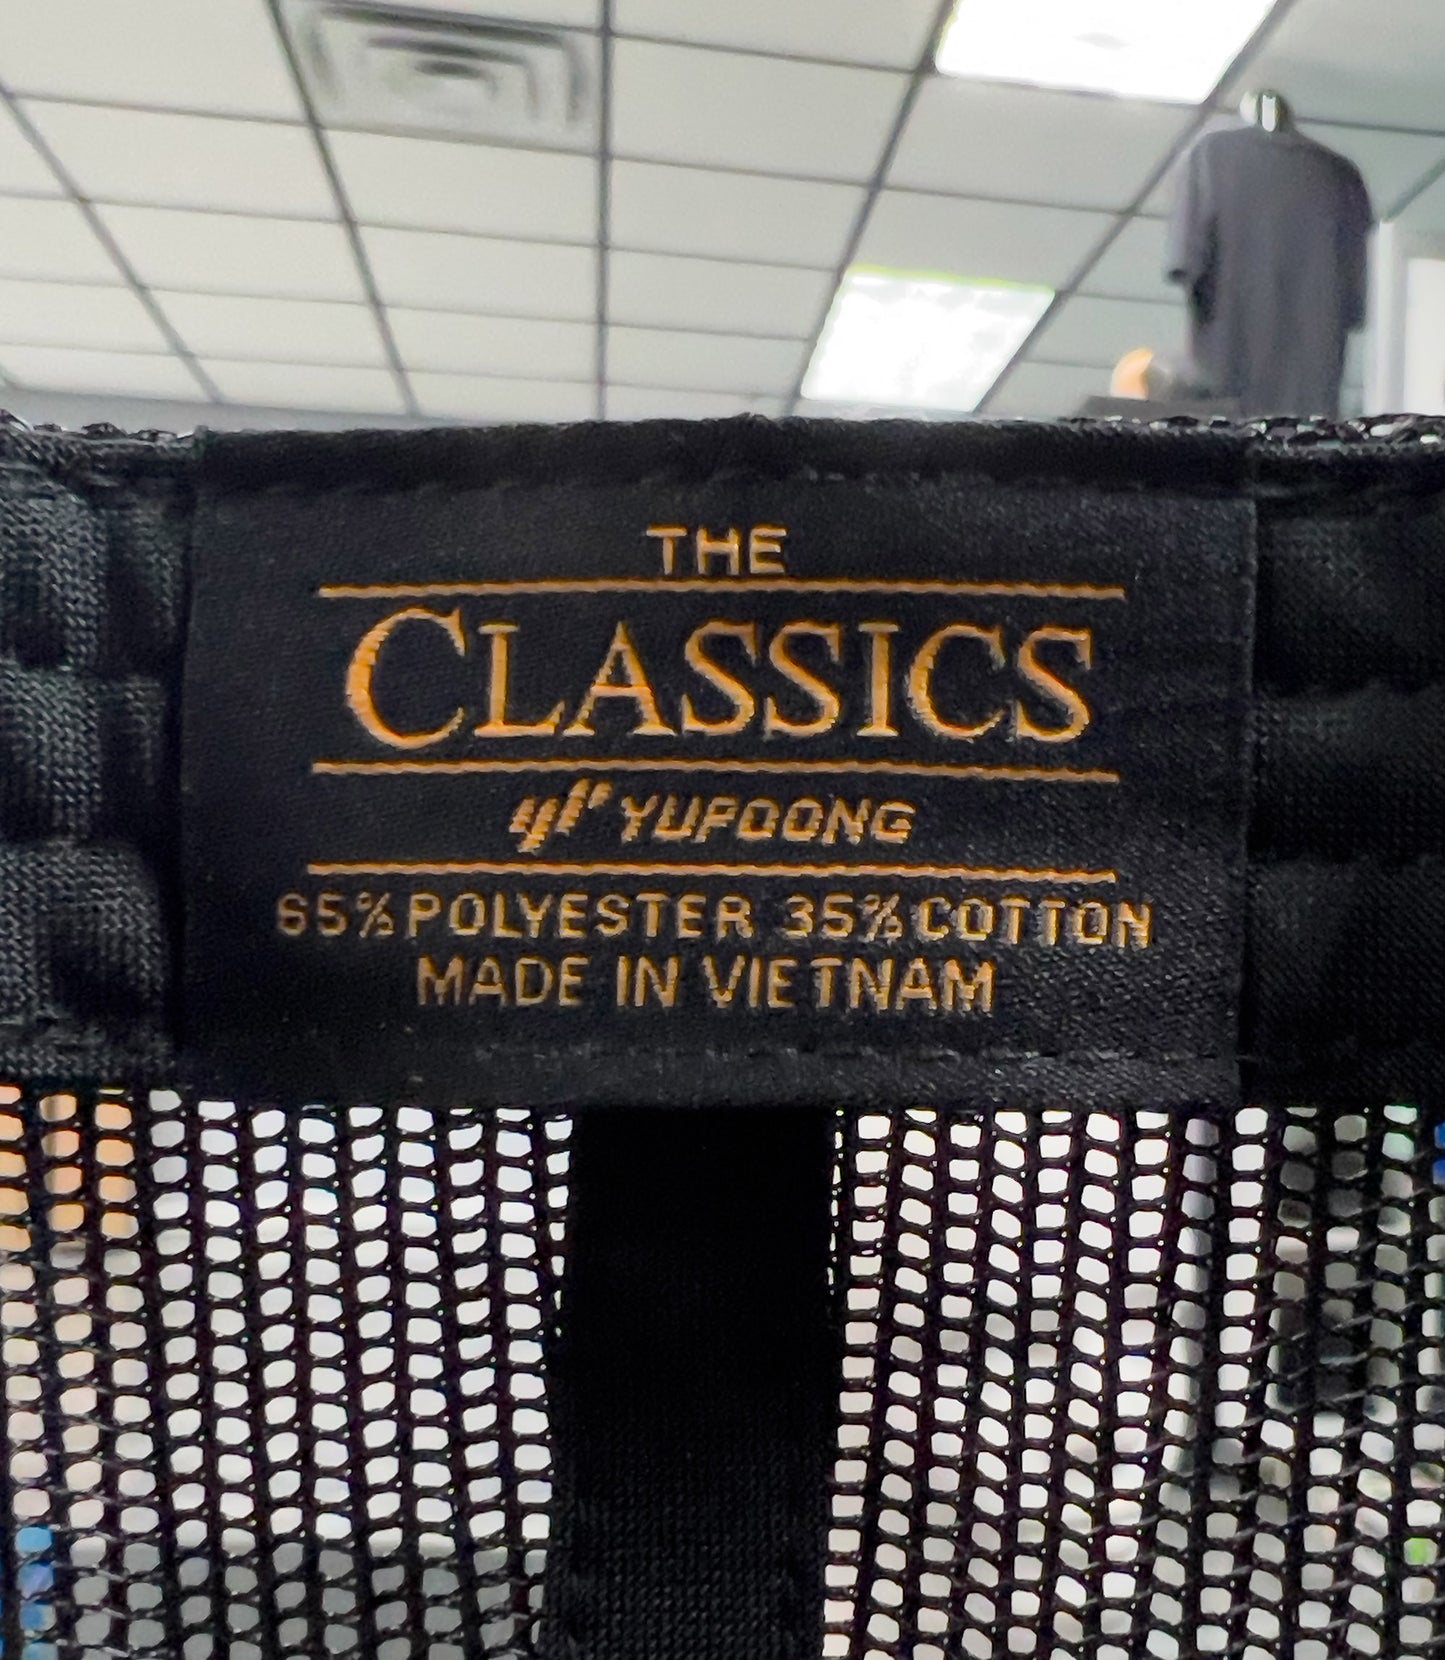 THE
CLASSICS
YUPOONG
65% POLYESTER 35% COTTON
MADE IN VIETNAM